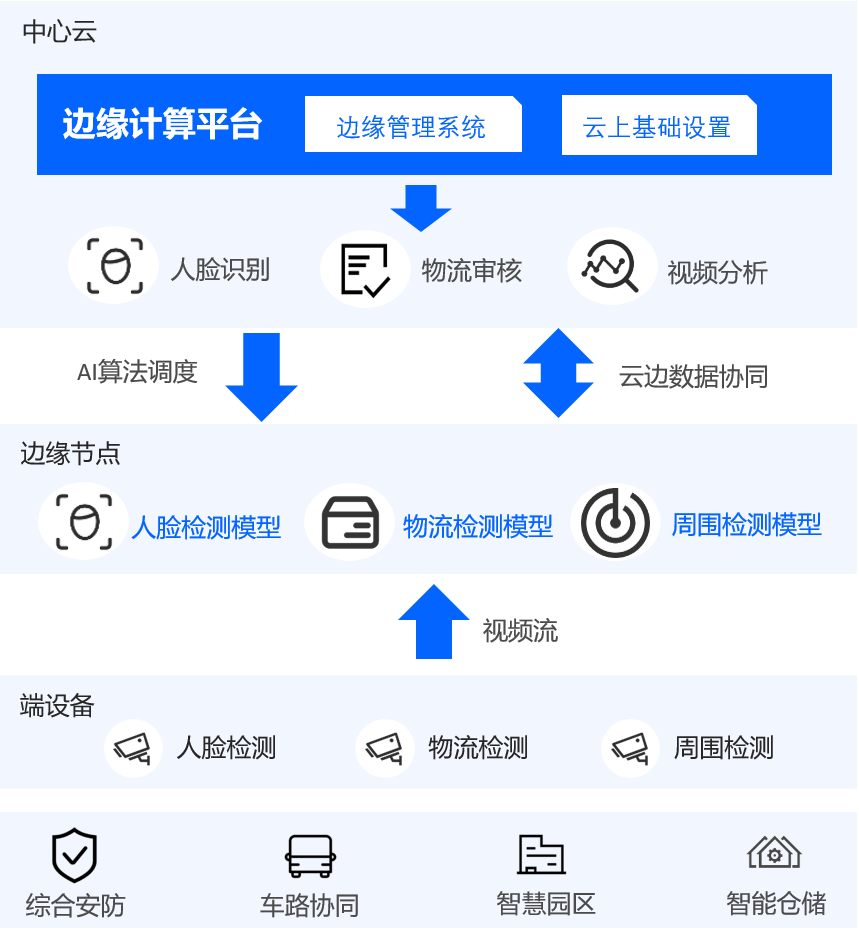 中心云
边缘计算平台
边缘管理系统
云上基础设置
人脸识别
物流审核
视频分析
AI算法调度
云边数据协同
边缘节点
人脸检测模型
物流检测模型
周围检测模型
视频流
端设备
人脸检测
物流检测
周围检测
综合安防
车路协同
智慧园区
智能仓储